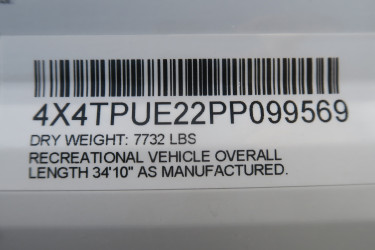 4X4TPUE22PP099569
DRY WEIGHT: 7732 LBS
RECREATIONAL VEHICLE OVERALL
LENGTH 34'10" AS MANUFACTURED.